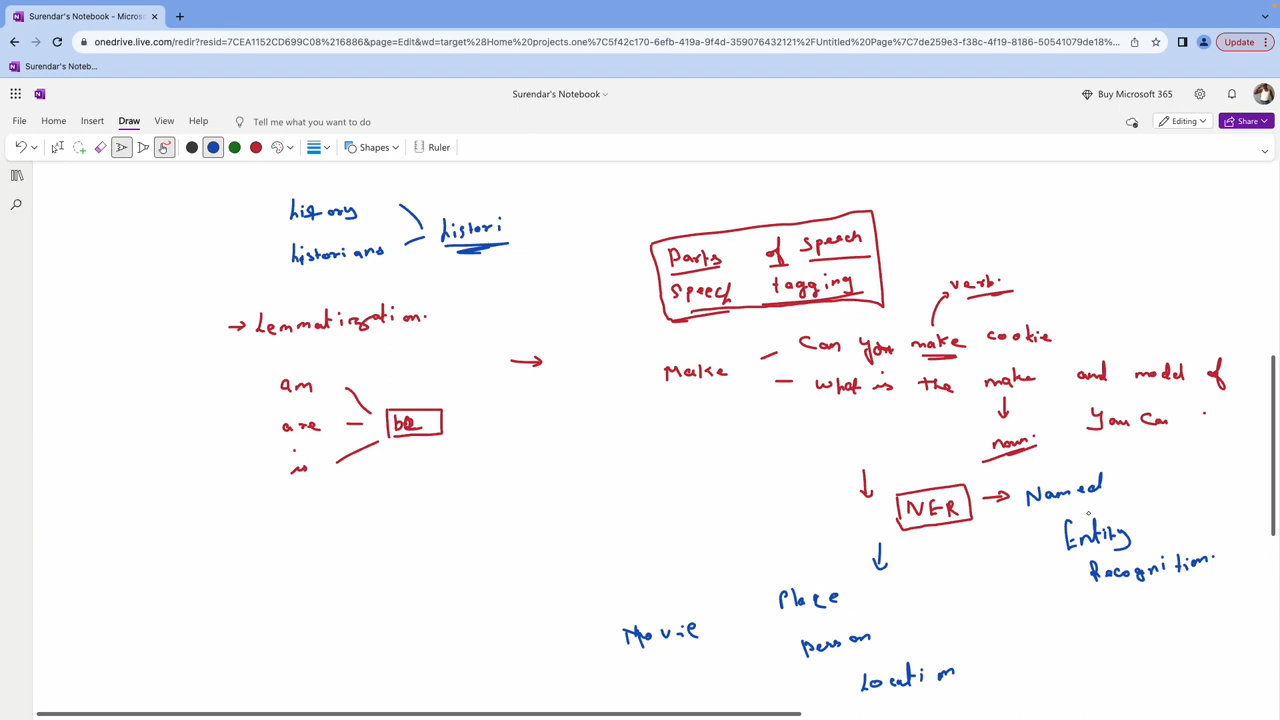 Surendar's Notebook - Micros
onedrive.live.com/redir?resid=7CEA1152CD699C08%216886&page=Edit&wd=target%28Home%20projects.one%7C5f42c170-6efb-419a-9f4d-359076432121%2FUntitled%20Page%7C7de259e3-f38c-4f19-8186-50541079de18%...
Update
Surendar's Noteb...
Surendar's Notebook
Buy Microsoft 365
File Home Insert Draw View Help Tell me what you want to do
Editing
Share
Shapes
Ruler
history
historians
histori
→ Lemmatization.
am
are
is
be
Parts of speech
speech tagging
verb.
Make
- Can you make cookie
- what is the make and model of
you Car
noun.
NER → Named
Entity
Recognition.
Place
Movie
person
Location